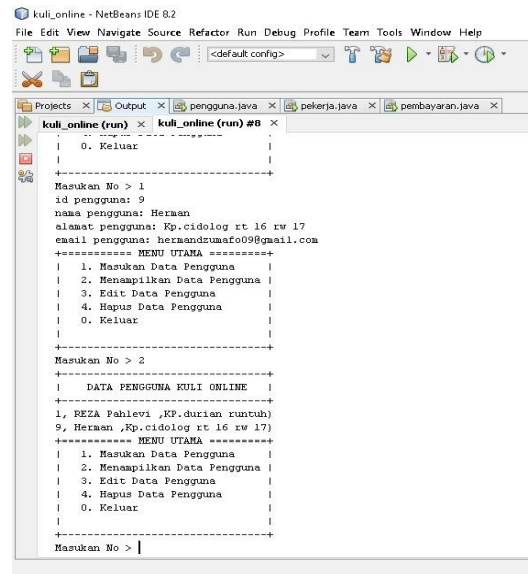 kuli_online - NetBeans IDE 8.2
File Edit View Navigate Source Refactor Run Debug Profile Team Tools Window Help
<default config>
Projects Output pengguna.java pekerja.java pembayaran.java
kuli_online (run) kuli_online (run) #8
| 0. Keluar |
| |
+---------------------------------+
Masukan No > 1
id pengguna: 9
nama pengguna: Herman
alamat pengguna: Kp.cidolog rt 16 rw 17
email pengguna: hermandzumafo09@gmail.com
+=========== MENU UTAMA =========+
| 1. Masukan Data Pengguna |
| 2. Menampilkan Data Pengguna |
| 3. Edit Data Pengguna |
| 4. Hapus Data Pengguna |
| 0. Keluar |
| |
+---------------------------------+
Masukan No > 2
+---------------------------------+
| DATA PENGGUNA KULI ONLINE |
+---------------------------------+
1, REZA Pahlevi ,KP.durian runtuh)
9, Herman ,Kp.cidolog rt 16 rw 17)
+=========== MENU UTAMA =========+
| 1. Masukan Data Pengguna |
| 2. Menampilkan Data Pengguna |
| 3. Edit Data Pengguna |
| 4. Hapus Data Pengguna |
| 0. Keluar |
| |
+---------------------------------+
Masukan No >